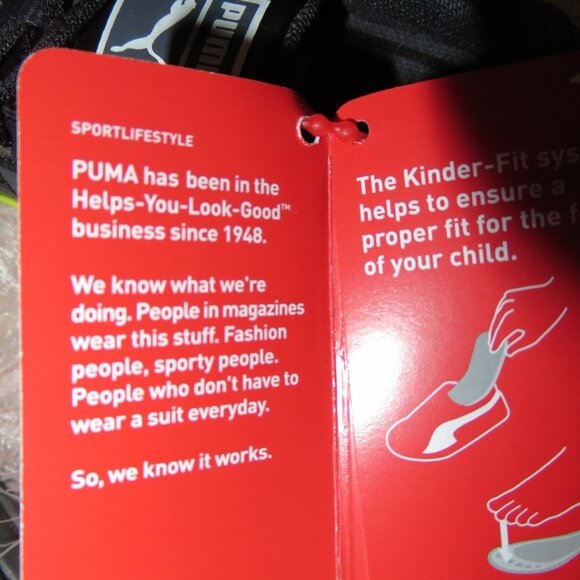 PUMA
SPORTLIFESTYLE
PUMA has been in the
Helps-You-Look-Good™
business since 1948.
We know what we're
doing. People in magazines
wear this stuff. Fashion
people, sporty people.
People who don't have to
wear a suit everyday.
So, we know it works.
The Kinder-Fit
helps to ensure a
proper fit for the
of your child.